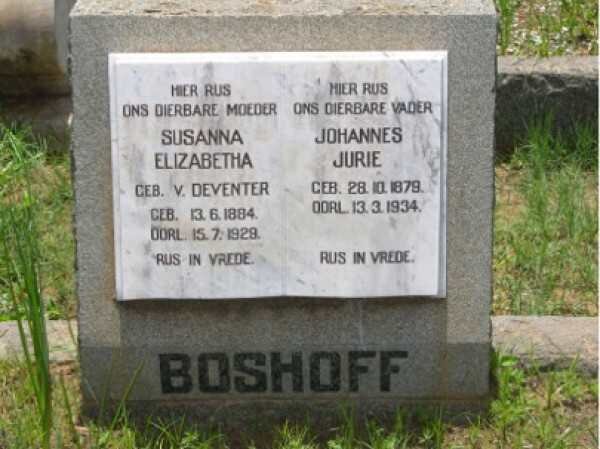 HIER RUS
ONS DIERBARE MOEDER
SUSANNA
ELIZABETHA
GEB. V. DEVENTER
GEB. 13.6.1884.
OORL. 15.7.1929.
RUS IN VREDE.
HIER RUS
ONS DIERBARE VADER
JOHANNES
JURIE
GEB. 28.10.1879.
OORL. 13.3.1934.
RUS IN VREDE.
BOSHOFF